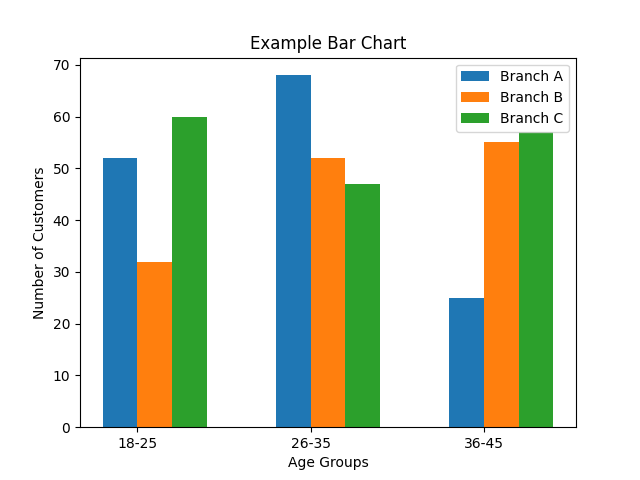 Example Bar Chart
70
60
50
40
30
20
10
0
Number of Customers
Branch A
Branch B
Branch C
18-25
26-35
36-45
Age Groups